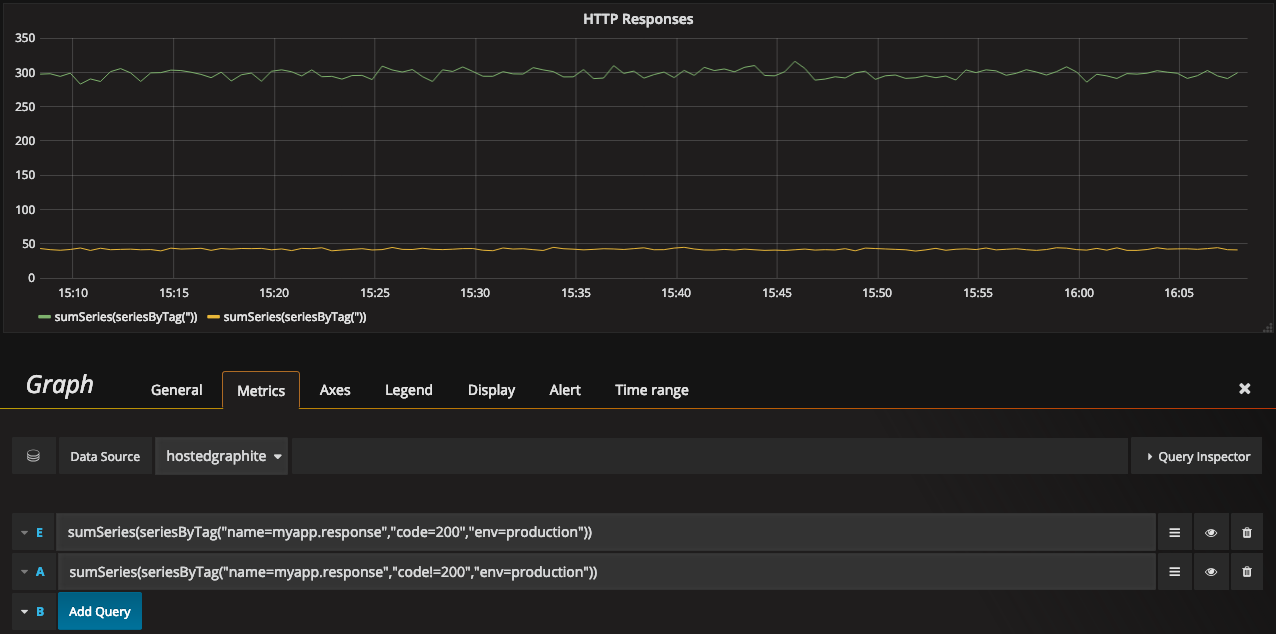 HTTP Responses
350
300
250
200
150
100
50
0
15:10 15:15 15:20 15:25 15:30 15:35 15:40 15:45 15:50 15:55 16:00 16:05
sumSeries(seriesByTag(")) sumSeries(seriesByTag("))
Graph General Metrics Axes Legend Display Alert Time range
Data Source hostedgraphite Query Inspector
E sumSeries(seriesByTag("name=myapp.response","code=200","env=production"))
A sumSeries(seriesByTag("name=myapp.response","code!=200","env=production"))
B Add Query